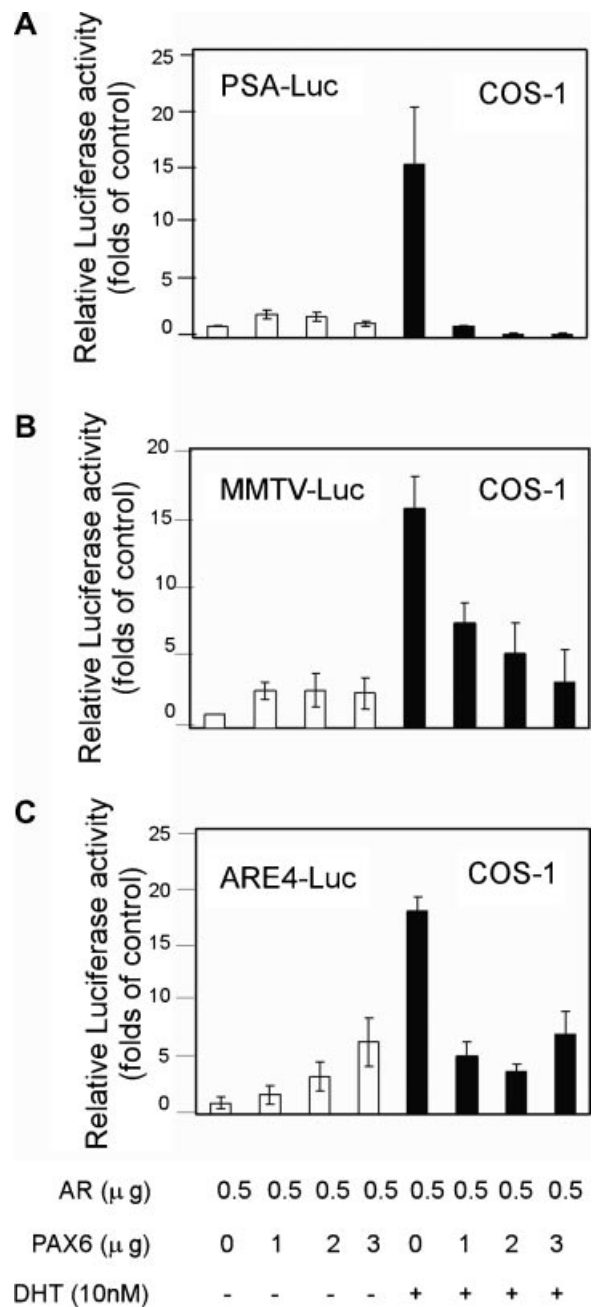 A
Relative Luciferase activity
(folds of control)
25
20
15
10
5
0
PSA-Luc
COS-1
B
Relative Luciferase activity
(folds of control)
20
15
10
5
0
MMTV-Luc
COS-1
C
Relative Luciferase activity
(folds of control)
25
20
15
10
5
0
ARE4-Luc
COS-1
AR (μ g) 0.5 0.5 0.5 0.5 0.5 0.5 0.5 0.5
PAX6 (μ g) 0 1 2 3 0 1 2 3
DHT (10nM) - - - - + + + +